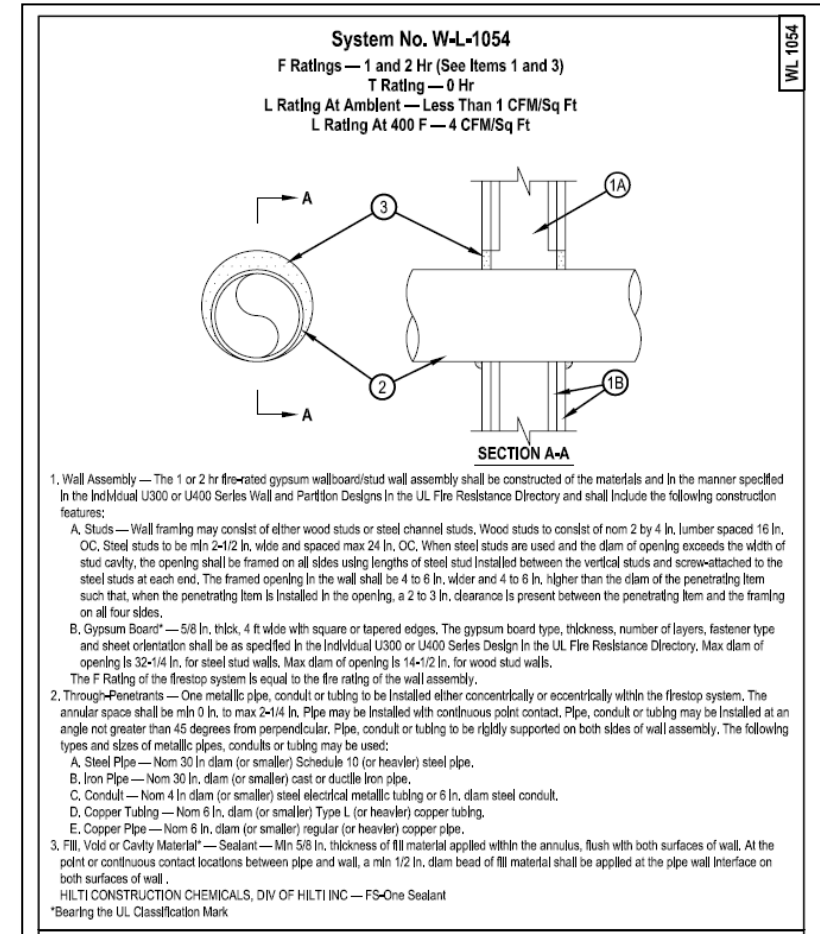 System No. W-L-1054
WL 1054
F Ratings — 1 and 2 Hr (See Items 1 and 3)
T Rating — 0 Hr
L Rating At Ambient — Less Than 1 CFM/Sq Ft
L Rating At 400 F — 4 CFM/Sq Ft
A
3
1A
2
A
1B
SECTION A-A
1. Wall Assembly — The 1 or 2 hr fire-rated gypsum wallboard/stud wall assembly shall be constructed of the materials and in the manner specified
in the individual U300 or U400 Series Wall and Partition Designs in the UL Fire Resistance Directory and shall include the following construction
features:
A. Studs — Wall framing may consist of either wood studs or steel channel studs. Wood studs to consist of nom 2 by 4 in. lumber spaced 16 in.
OC. Steel studs to be min 2-1/2 in. wide and spaced max 24 in. OC. When steel studs are used and the diam of opening exceeds the width of
stud cavity, the opening shall be framed on all sides using lengths of steel stud installed between the vertical studs and screw-attached to the
steel studs at each end. The framed opening in the wall shall be 4 to 6 in. wider and 4 to 6 in. higher than the diam of the penetrating item
such that, when the penetrating item is installed in the opening, a 2 to 3 in. clearance is present between the penetrating item and the framing
on all four sides.
B. Gypsum Board* — 5/8 in. thick, 4 ft wide with square or tapered edges. The gypsum board type, thickness, number of layers, fastener type
and sheet orientation shall be as specified in the individual U300 or U400 Series Design in the UL Fire Resistance Directory. Max diam of
opening is 32-1/4 in. for steel stud walls. Max diam of opening is 14-1/2 in. for wood stud walls.
The F Rating of the firestop system is equal to the fire rating of the wall assembly.
2. Through-Penetrants — One metallic pipe, conduit or tubing to be installed either concentrically or eccentrically within the firestop system. The
annular space shall be min 0 in. to max 2-1/4 in. Pipe may be installed with continuous point contact. Pipe, conduit or tubing may be installed at an
angle not greater than 45 degrees from perpendicular. Pipe, conduit or tubing to be rigidly supported on both sides of wall assembly. The following
types and sizes of metallic pipes, conduits or tubing may be used:
A. Steel Pipe — Nom 30 in diam (or smaller) Schedule 10 (or heavier) steel pipe.
B. Iron Pipe — Nom 30 in. diam (or smaller) cast or ductile iron pipe.
C. Conduit — Nom 4 in diam (or smaller) steel electrical metallic tubing or 6 in. diam steel conduit.
D. Copper Tubing — Nom 6 in. diam (or smaller) Type L (or heavier) copper tubing.
E. Copper Pipe — Nom 6 in. diam (or smaller) regular (or heavier) copper pipe.
3. Fill, Void or Cavity Material* — Sealant — Min 5/8 in. thickness of fill material applied within the annulus, flush with both surfaces of wall. At the
point or continuous contact locations between pipe and wall, a min 1/2 in. diam bead of fill material shall be applied at the pipe wall interface on
both surfaces of wall .
HILTI CONSTRUCTION CHEMICALS, DIV OF HILTI INC — FS-One Sealant
*Bearing the UL Classification Mark